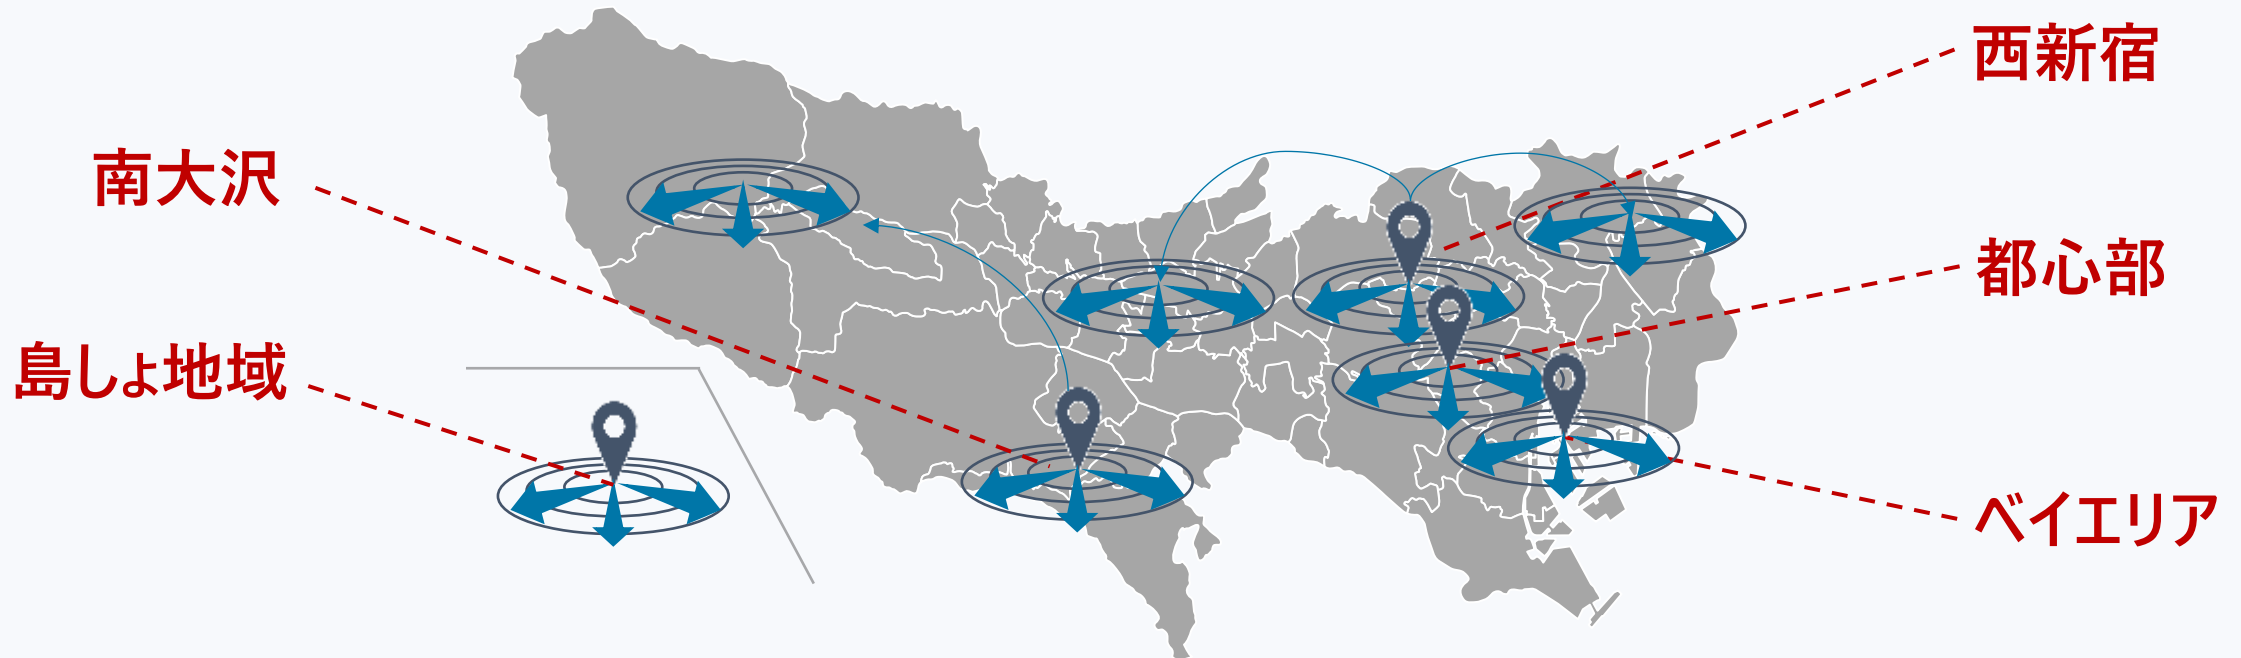 西新宿
南大沢
都心部
島しょ地域
ベイエリア